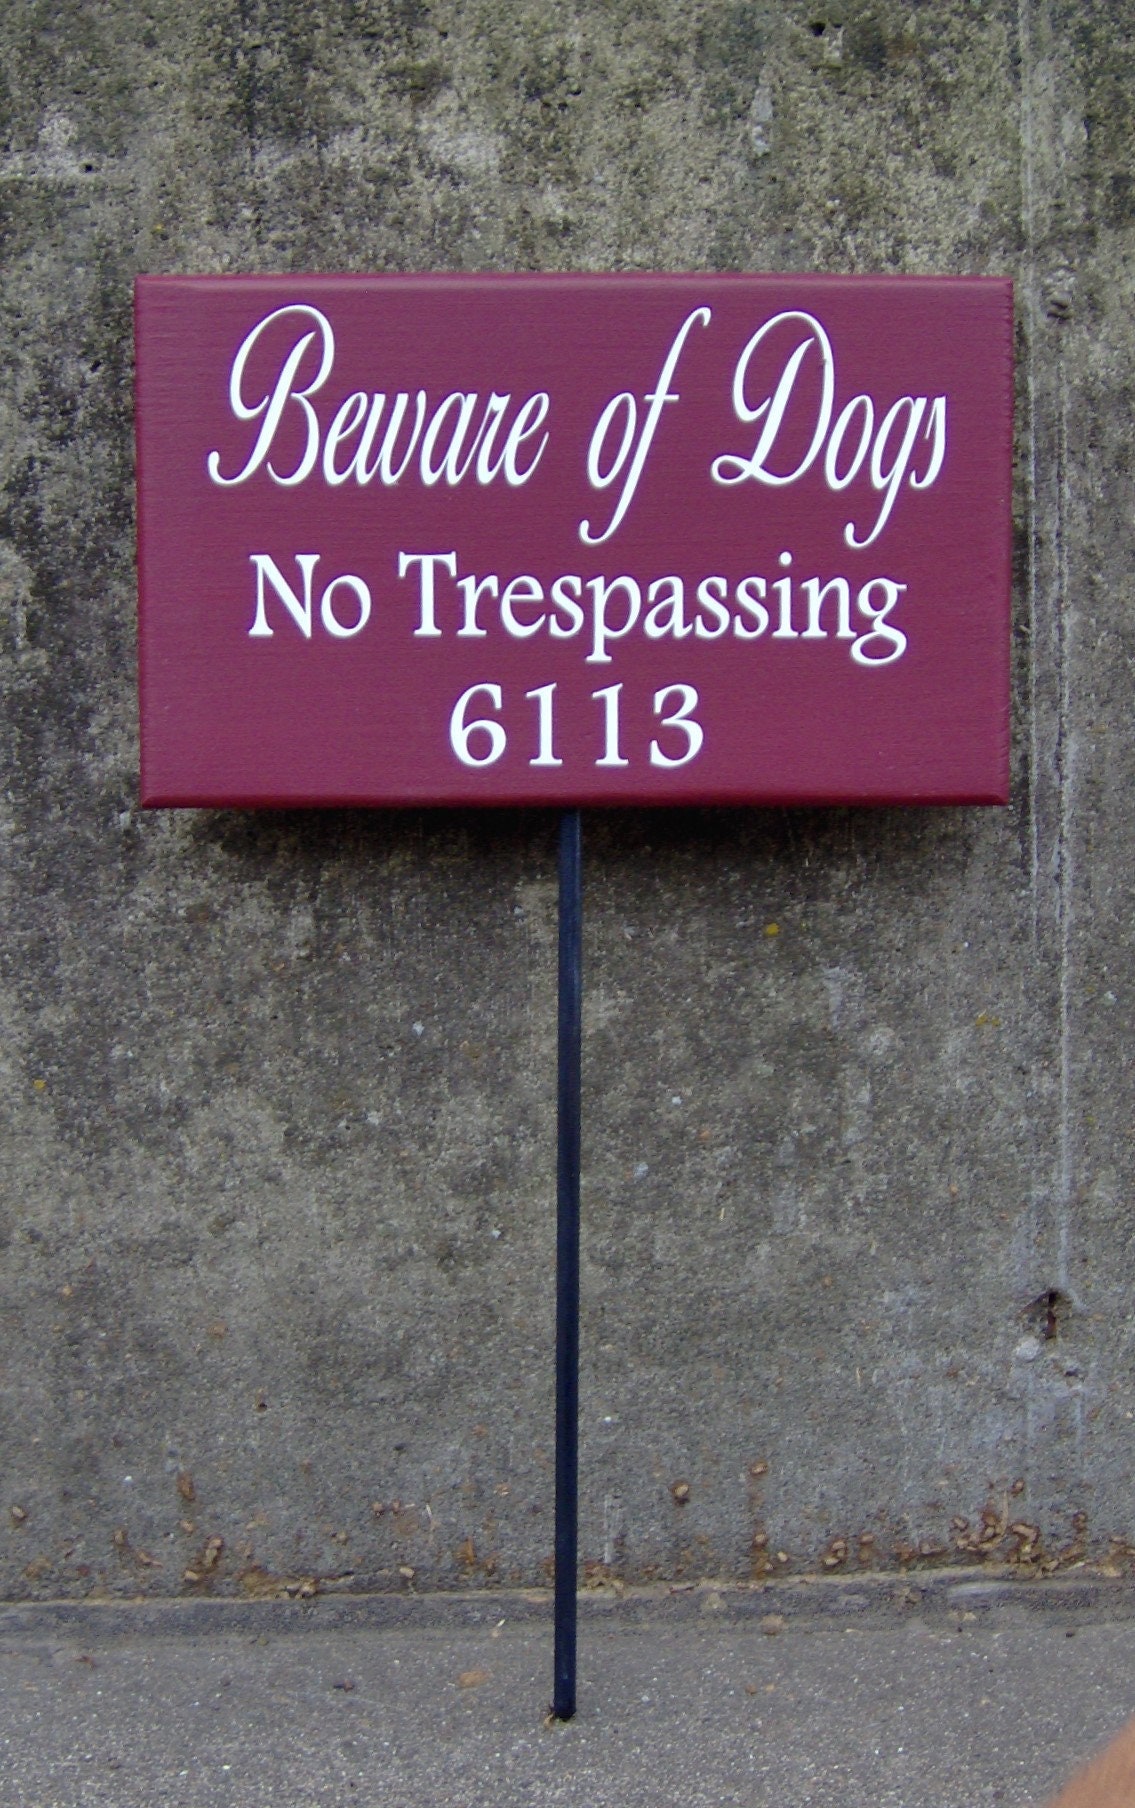 Beware of Dogs
No Trespassing
6113